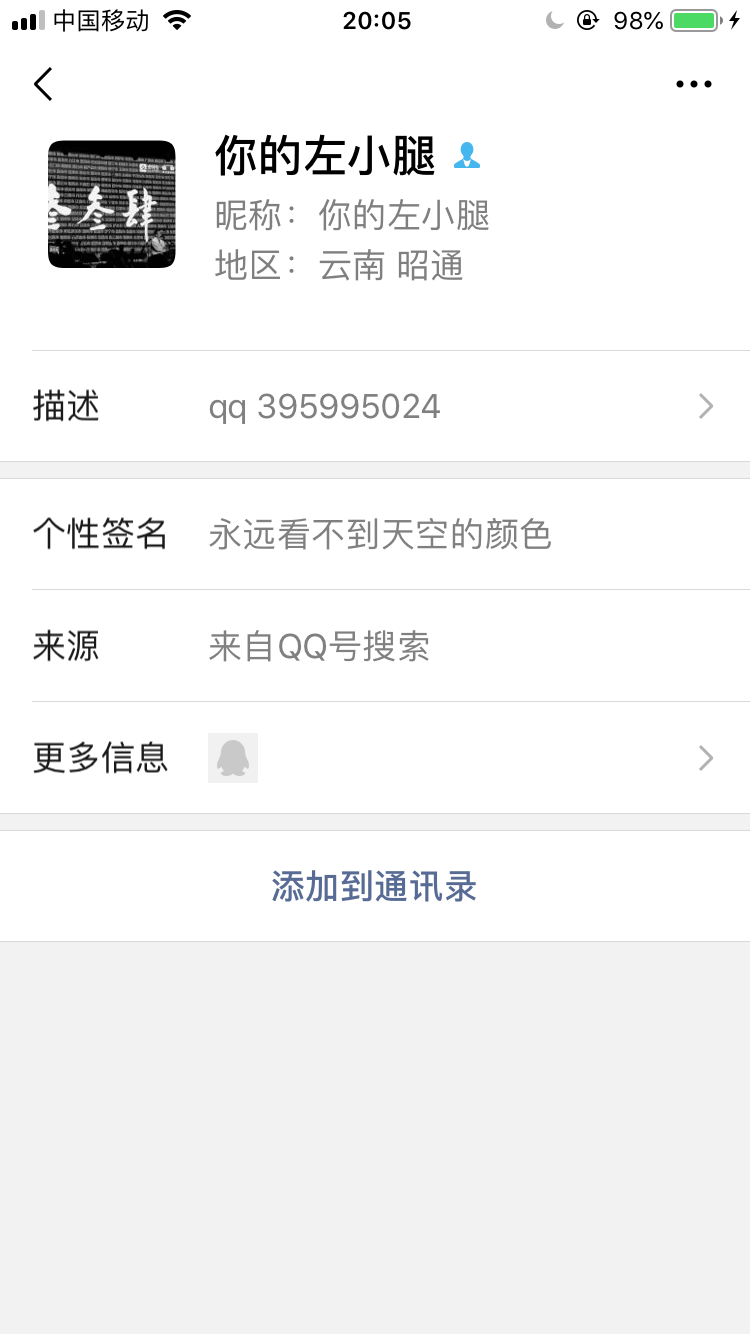 中国移动
20:05
98%
叁叁肆
你的左小腿
昵称：你的左小腿
地区：云南 昭通
描述
qq 395995024
个性签名
永远看不到天空的颜色
来源
来自QQ号搜索
更多信息
添加到通讯录